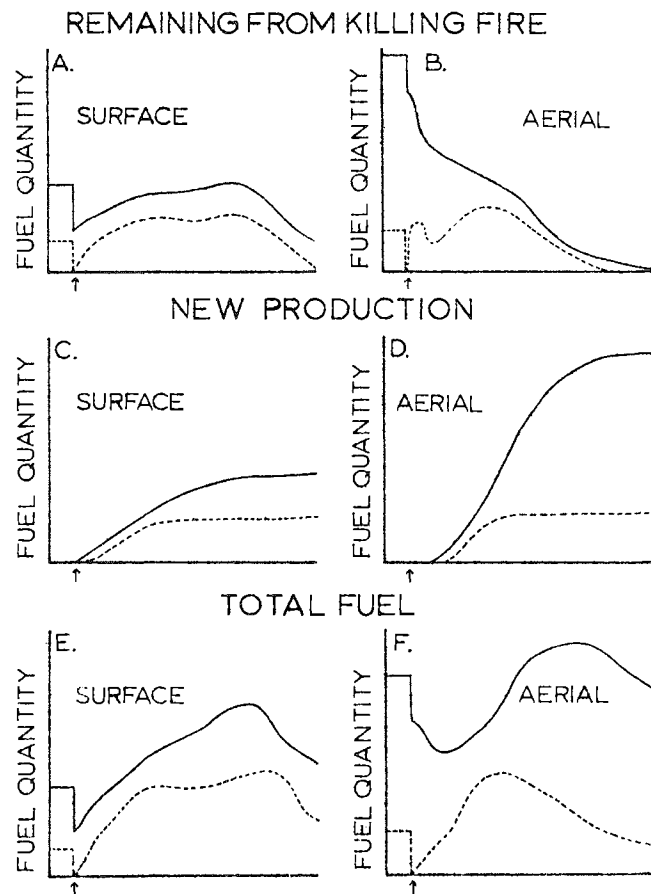 REMAINING FROM KILLING FIRE
A.
SURFACE
FUEL QUANTITY
↑
B.
AERIAL
FUEL QUANTITY
↑
NEW PRODUCTION
C.
SURFACE
FUEL QUANTITY
↑
D.
AERIAL
FUEL QUANTITY
↑
TOTAL FUEL
E.
SURFACE
FUEL QUANTITY
↑
F.
AERIAL
FUEL QUANTITY
↑